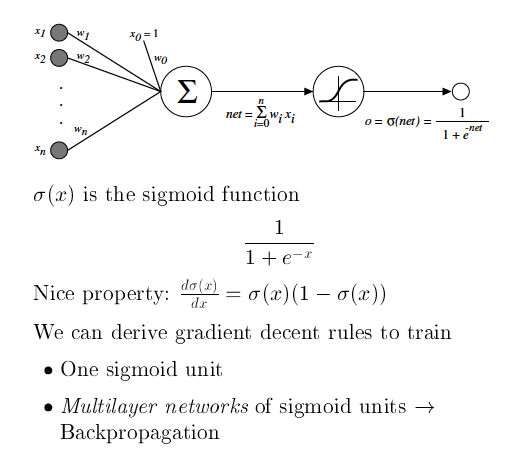 x1 w1 x0 = 1
x2 w2 w0
.
.
.
wn
xn
Σ
net = Σ_{i=0}^{n} wi xi
o = σ(net) = 1 / (1 + e^-net)
σ(x) is the sigmoid function
1 / (1 + e^−x)
Nice property: dσ(x)/dx = σ(x)(1 − σ(x))
We can derive gradient decent rules to train
• One sigmoid unit
• Multilayer networks of sigmoid units →
Backpropagation